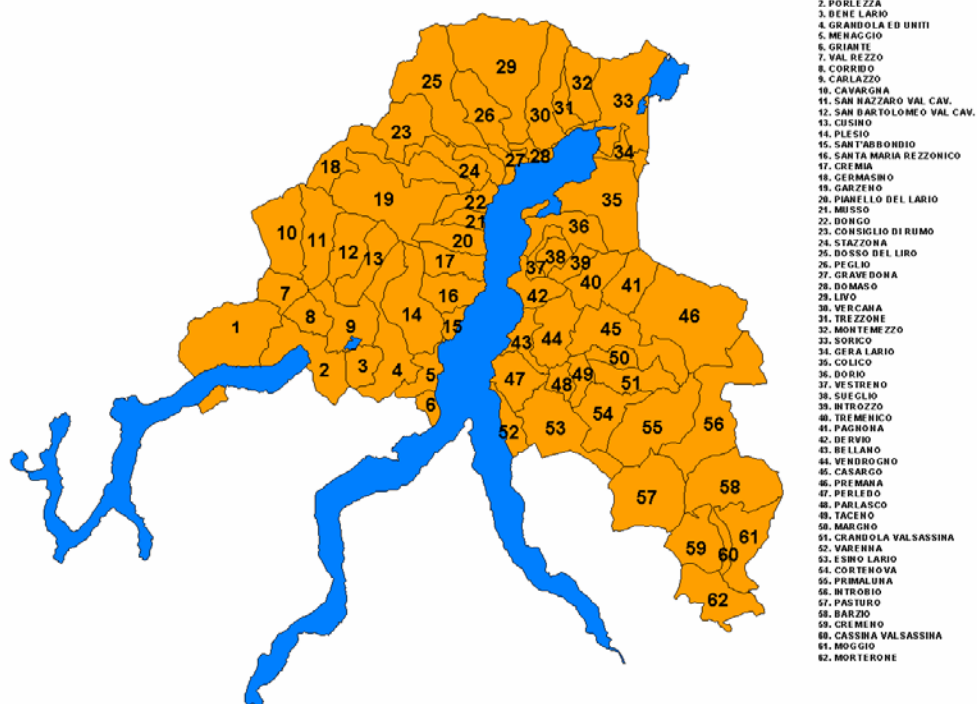 2. PORLEZZA
3. BENE LARIO
4. GRANDOLA ED UNITI
5. MENAGGIO
6. GRIANTE
7. VAL REZZO
8. CORRIDO
9. CARLAZZO
10. CAVARGNA
11. SAN NAZZARO VAL CAV.
12. SAN BARTOLOMEO VAL CAV.
13. CUSINO
14. PLESIO
15. SANT'ABBONDIO
16. SANTA MARIA REZZONICO
17. CREMIA
18. GERMASINO
19. GARZENO
20. PIANELLO DEL LARIO
21. MUSSO
22. DONGO
23. CONSIGLIO DI RUMO
24. STAZZONA
25. DOSSO DEL LIRO
26. PEGLIO
27. GRAVEDONA
28. DOMASO
29. LIVO
30. VERCANA
31. TREZZONE
32. MONTEMEZZO
33. SORICO
34. GERA LARIO
35. COLICO
36. DORIO
37. VESTRENO
38. SUEGLIO
39. INTROZZO
40. TREMENICO
41. PAGNONA
42. DERVIO
43. BELLANO
44. VENDROGNO
45. CASARGO
46. PREMANA
47. PERLEDO
48. PARLASCO
49. TACENO
50. MARGNO
51. CRANDOLA VALSASSINA
52. VARENNA
53. ESINO LARIO
54. CORTENOVA
55. PRIMALUNA
56. INTROBIO
57. PASTURO
58. BARZIO
59. CREMENO
60. CASSINA VALSASSINA
61. MOGGIO
62. MORTERONE
29
25
32
33
26
30
31
23
34
27
28
18
24
19
22
35
21
36
10
11
12
13
20
38
39
37
17
40
41
7
16
42
14
46
8
1
9
15
45
43
44
50
3
2
4
5
47
48
49
51
6
54
56
52
53
55
58
57
61
59
60
62